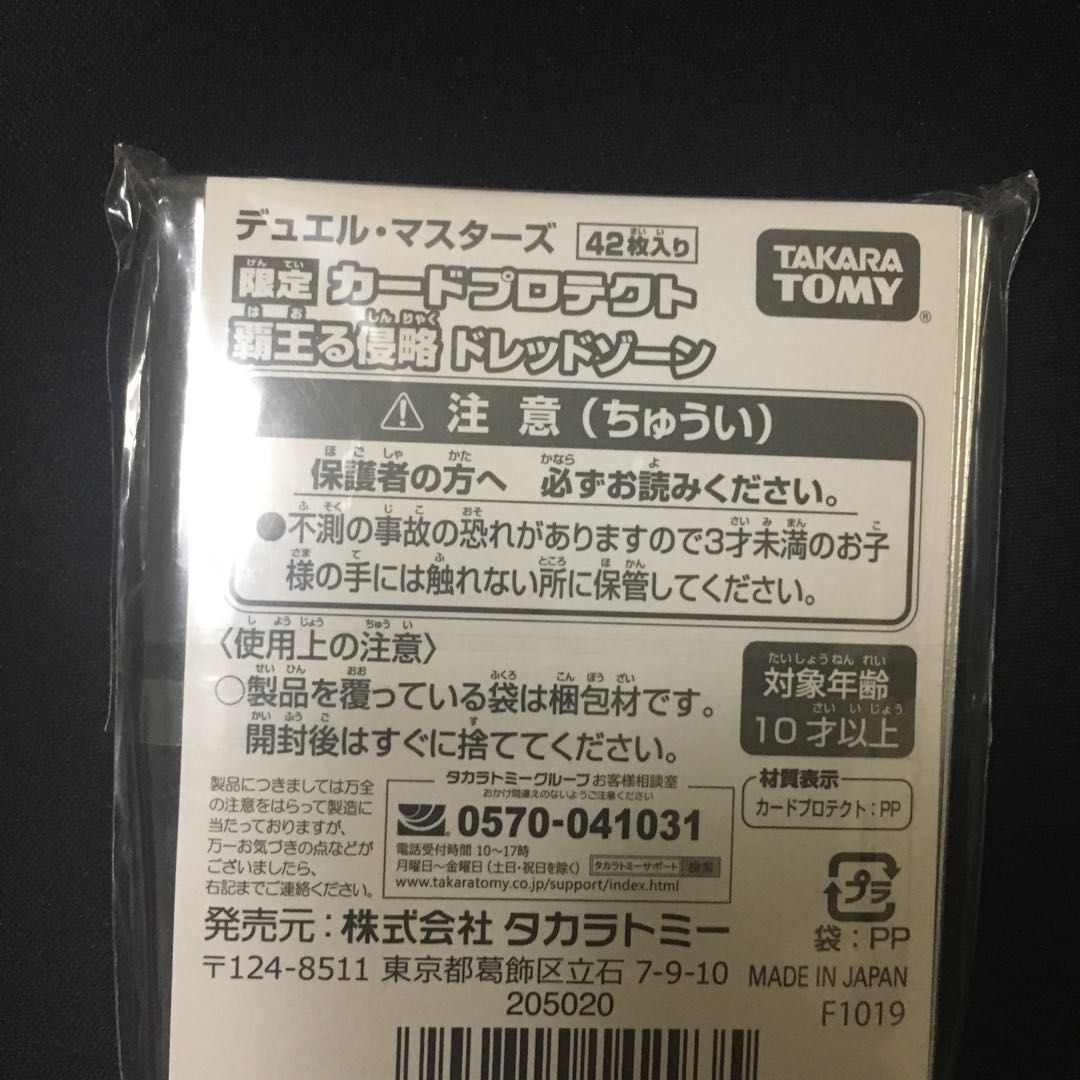 デュエル・マスターズ 42枚入り
限定 カードプロテクト
覇王る侵略 ドレッドゾーン
TAKARA
TOMY
®
⚠ 注意(ちゅうい)
保護者の方へ 必ずお読みください。
●不測の事故の恐れがありますので3才未満のお子
様の手には触れない所に保管してください。
〈使用上の注意〉
○製品を覆っている袋は梱包材です。
開封後はすぐに捨ててください。
対象年齢
10才以上
製品につきましては万全
の注意をはらって製造に
当たっておりますが、
万一お気づきの点などが
ございましたら、
右記までご連絡ください。
タカラトミーグループお客様相談室
おかけ間違えのないようご注意ください
0570-041031
電話受付時間 10〜17時
月曜日〜金曜日(土日・祝日を除く) タカラトミーサポート 検索
www.takaratomy.co.jp/support/index.html
材質表示
カードプロテクト:PP
プラ
袋:PP
発売元:株式会社 タカラトミー
〒124-8511 東京都葛飾区立石 7-9-10
MADE IN JAPAN
205020
F1019